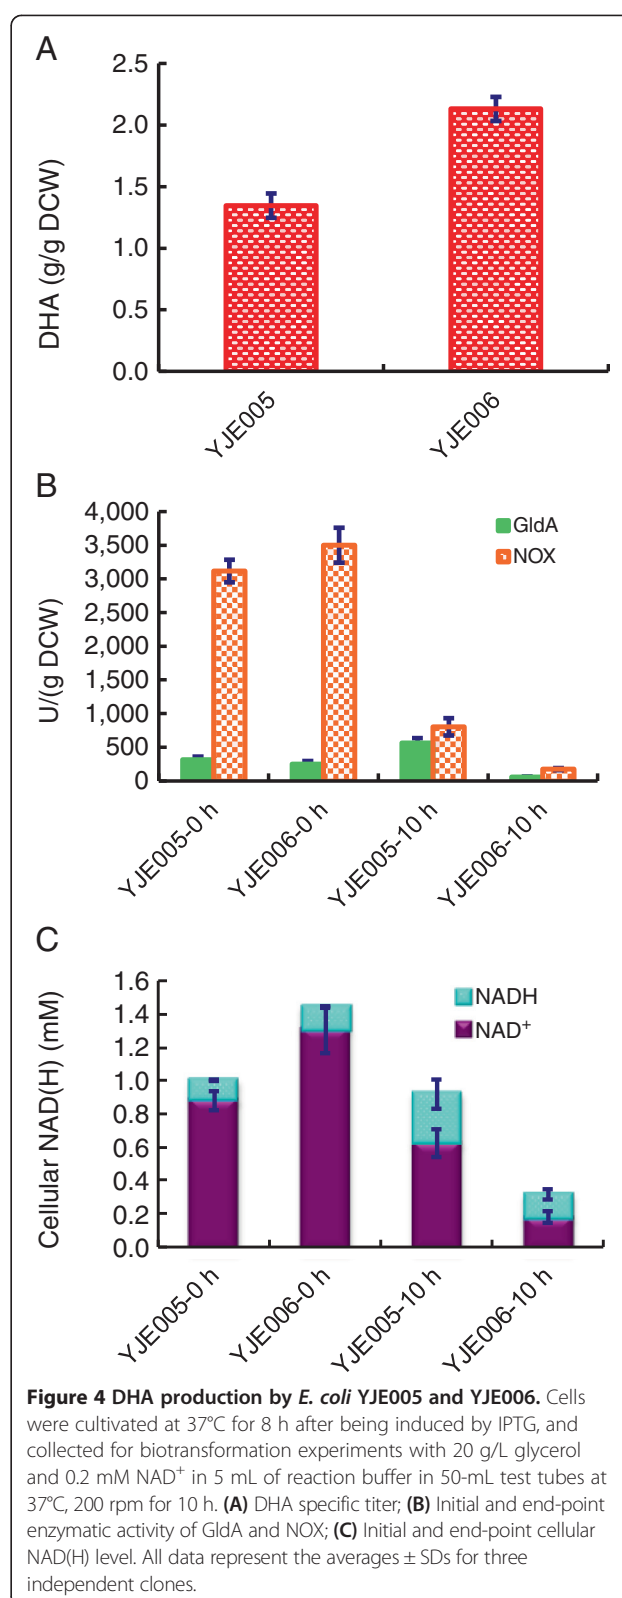 A
2.5
2.0
1.5
1.0
0.5
0.0
DHA (g/g DCW)
YJE005
YJE006
B
4,000
3,500
3,000
2,500
2,000
1,500
1,000
500
0
U/(g DCW)
GldA
NOX
YJE005-0 h
YJE006-0 h
YJE005-10 h
YJE006-10 h
C
1.6
1.4
1.2
1.0
0.8
0.6
0.4
0.2
0.0
Cellular NAD(H) (mM)
NADH
NAD⁺
YJE005-0 h
YJE006-0 h
YJE005-10 h
YJE006-10 h
Figure 4 DHA production by E. coli YJE005 and YJE006. Cells
were cultivated at 37°C for 8 h after being induced by IPTG, and
collected for biotransformation experiments with 20 g/L glycerol
and 0.2 mM NAD⁺ in 5 mL of reaction buffer in 50-mL test tubes at
37°C, 200 rpm for 10 h. (A) DHA specific titer; (B) Initial and end-point
enzymatic activity of GldA and NOX; (C) Initial and end-point cellular
NAD(H) level. All data represent the averages ± SDs for three
independent clones.